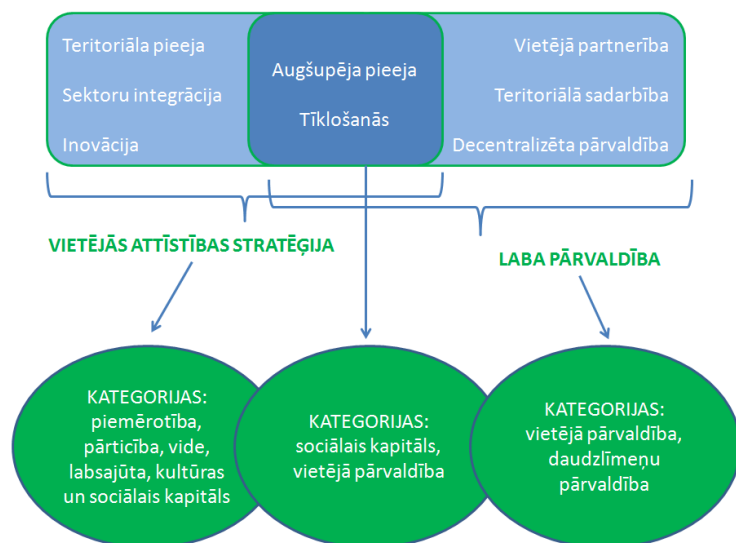 Teritoriāla pieeja
Sektoru integrācija
Inovācija
Augšupēja pieeja
Tīklošanās
Vietējā partnerība
Teritoriālā sadarbība
Decentralizēta pārvaldība
VIETĒJĀS ATTĪSTĪBAS STRATĒĢIJA
LABA PĀRVALDĪBA
KATEGORIJAS:
piemērotība,
pārticība, vide,
labsajūta, kultūras
un sociālais kapitāls
KATEGORIJAS:
sociālais kapitāls,
vietējā pārvaldība
KATEGORIJAS:
vietējā pārvaldība,
daudzlīmeņu
pārvaldība